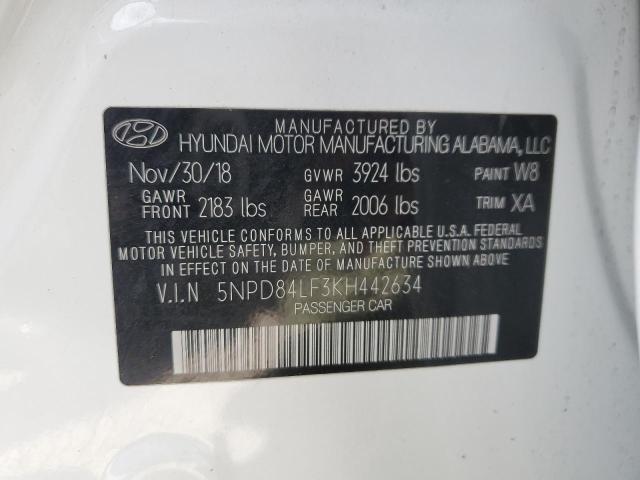 MANUFACTURED BY
HYUNDAI MOTOR MANUFACTURING ALABAMA, LLC
Nov/30/18 GVWR 3924 lbs PAINT W8
GAWR FRONT 2183 lbs GAWR REAR 2006 lbs TRIM XA
THIS VEHICLE CONFORMS TO ALL APPLICABLE U.S.A. FEDERAL
MOTOR VEHICLE SAFETY, BUMPER, AND THEFT PREVENTION STANDARDS
IN EFFECT ON THE DATE OF MANUFACTURE SHOWN ABOVE.
V.I.N 5NPD84LF3KH442634
PASSENGER CAR